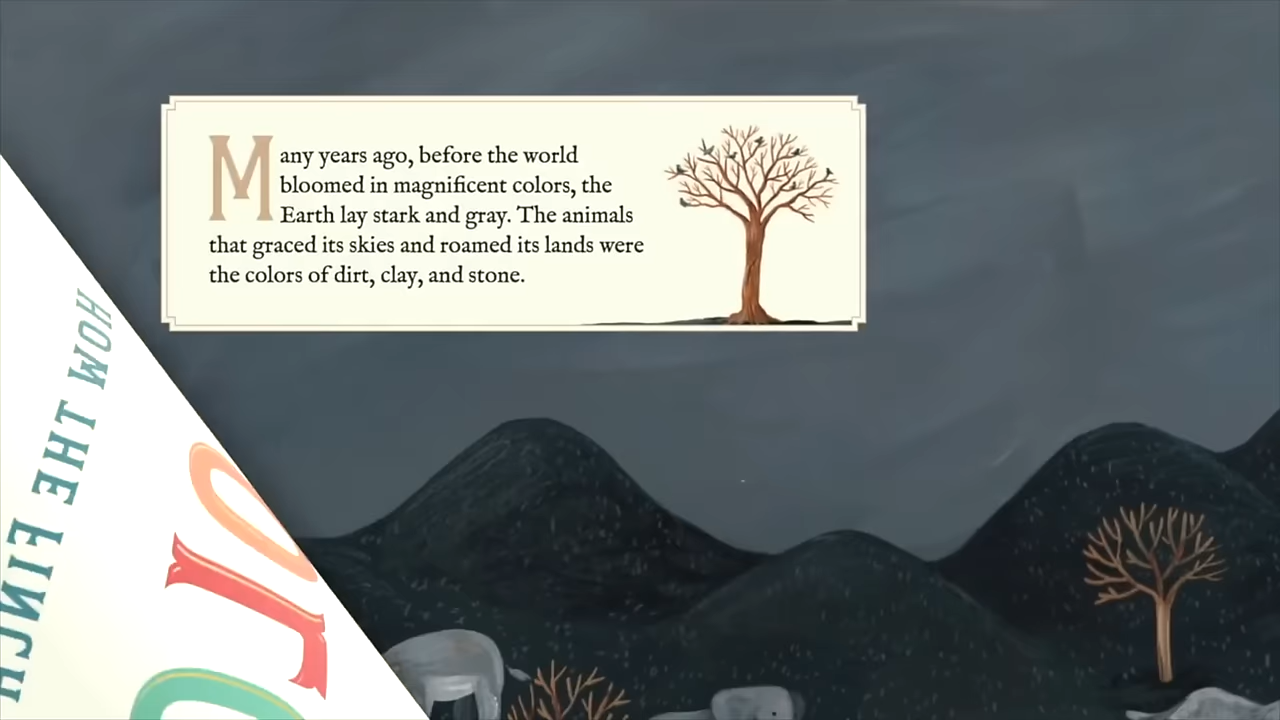 Many years ago, before the world
bloomed in magnificent colors, the
Earth lay stark and gray. The animals
that graced its skies and roamed its lands were
the colors of dirt, clay, and stone.
HOW THE FINCH